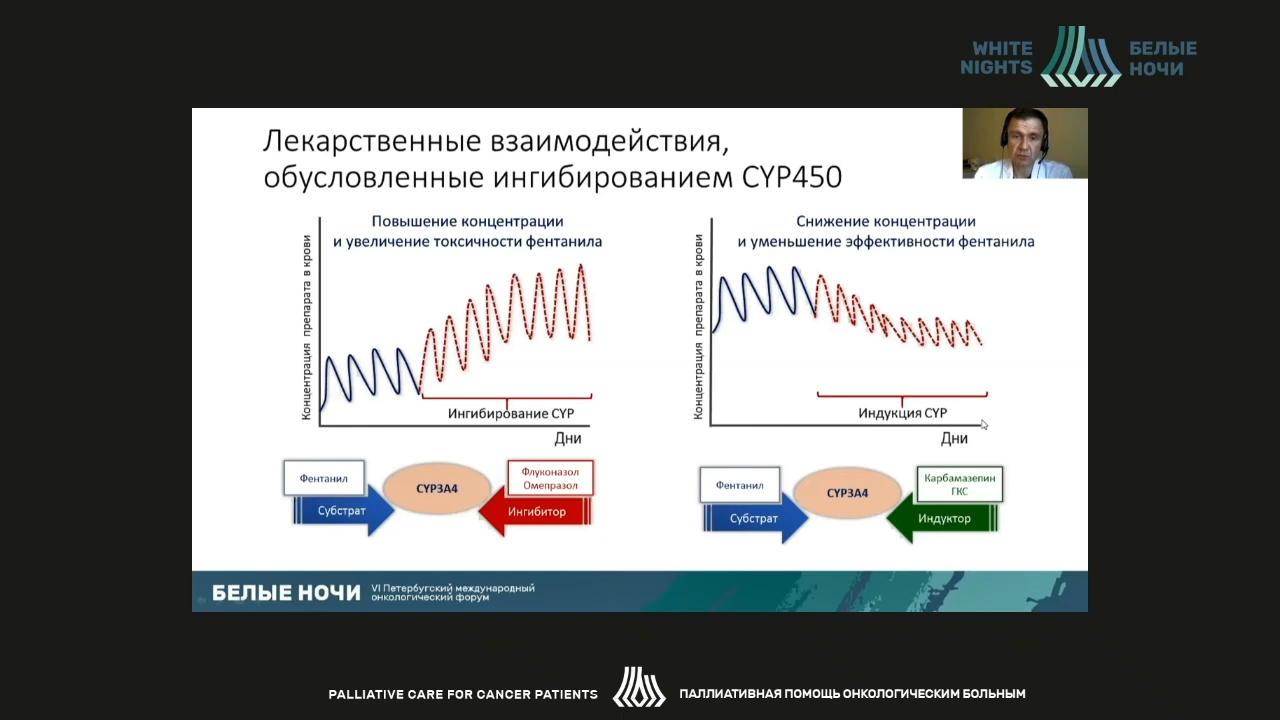 WHITE
NIGHTS
БЕЛЫЕ
НОЧИ
Лекарственные взаимодействия,
обусловленные ингибированием CYP450
Повышение концентрации
и увеличение токсичности фентанила
Концентрация препарата в крови
Ингибирование CYP
Дни
Фентанил
Субстрат
CYP3A4
Флуконазол
Омепразол
Ингибитор
Снижение концентрации
и уменьшение эффективности фентанила
Концентрация препарата в крови
Индукция CYP
Дни
Фентанил
Субстрат
CYP3A4
Карбамазепин
ГКС
Индуктор
БЕЛЫЕ НОЧИ
VI Петербугский международный
онкологический форум
PALLIATIVE CARE FOR CANCER PATIENTS
ПАЛЛИАТИВНАЯ ПОМОЩЬ ОНКОЛОГИЧЕСКИМ БОЛЬНЫМ